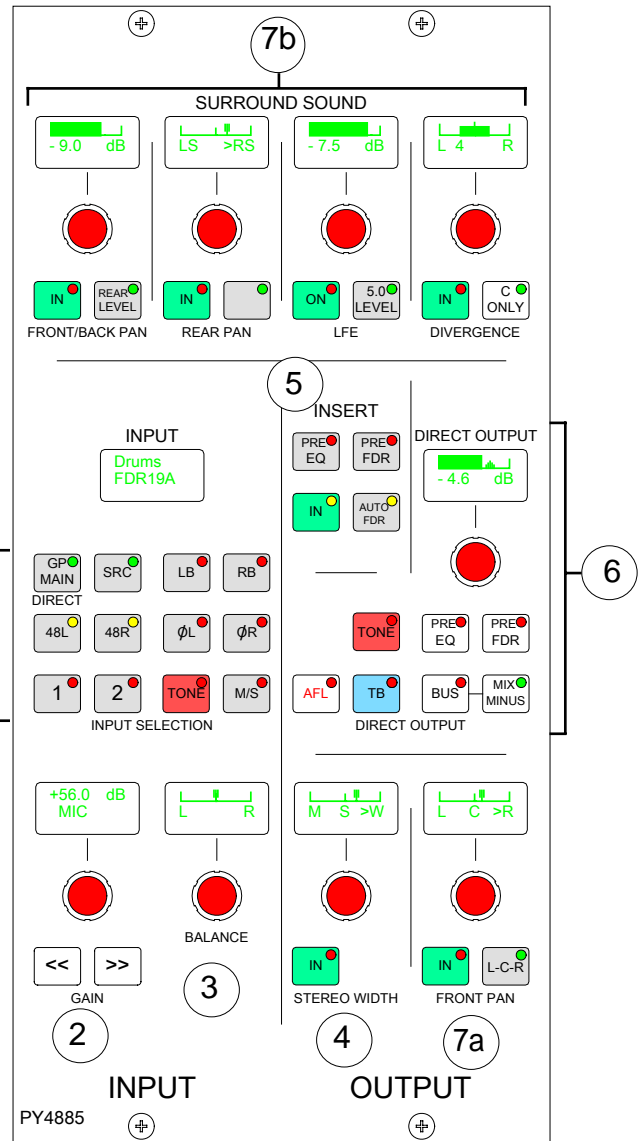 7b
SURROUND SOUND
- 9.0 dB
LS >RS
- 7.5 dB
L 4 R
IN
REAR LEVEL
IN
ON
5.0 LEVEL
IN
C ONLY
FRONT/BACK PAN
REAR PAN
LFE
DIVERGENCE
5
INPUT
Drums
FDR19A
INSERT
PRE EQ
PRE FDR
IN
AUTO FDR
DIRECT OUTPUT
- 4.6 dB
6
GP MAIN
SRC
LB
RB
DIRECT
48L
48R
ØL
ØR
1
2
TONE
M/S
INPUT SELECTION
TONE
PRE EQ
PRE FDR
AFL
TB
BUS
MIX MINUS
DIRECT OUTPUT
+56.0 dB
MIC
L R
M S >W
L C >R
BALANCE
<<
>>
GAIN
IN
STEREO WIDTH
IN
L-C-R
FRONT PAN
2
3
4
7a
INPUT
OUTPUT
PY4885